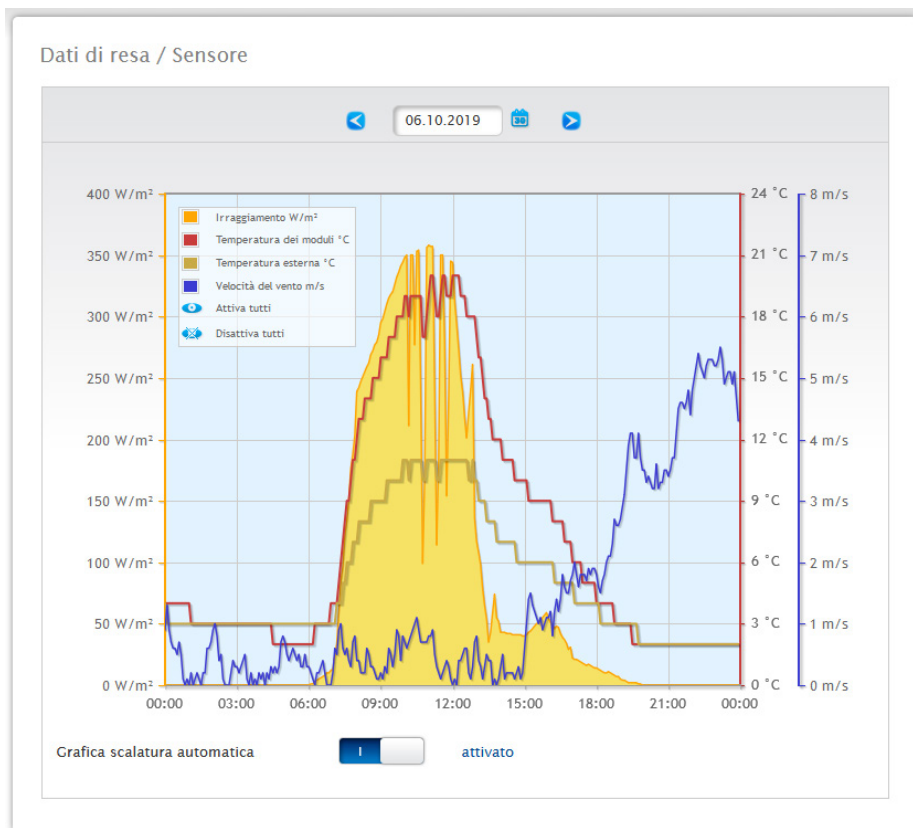 Dati di resa / Sensore
06.10.2019
30
400 W/m²
350 W/m²
300 W/m²
250 W/m²
200 W/m²
150 W/m²
100 W/m²
50 W/m²
0 W/m²
Irraggiamento W/m²
Temperatura dei moduli °C
Temperatura esterna °C
Velocità del vento m/s
Attiva tutti
Disattiva tutti
24 °C
21 °C
18 °C
15 °C
12 °C
9 °C
6 °C
3 °C
0 °C
8 m/s
7 m/s
6 m/s
5 m/s
4 m/s
3 m/s
2 m/s
1 m/s
0 m/s
00:00 03:00 06:00 09:00 12:00 15:00 18:00 21:00 00:00
Grafica scalatura automatica I attivato